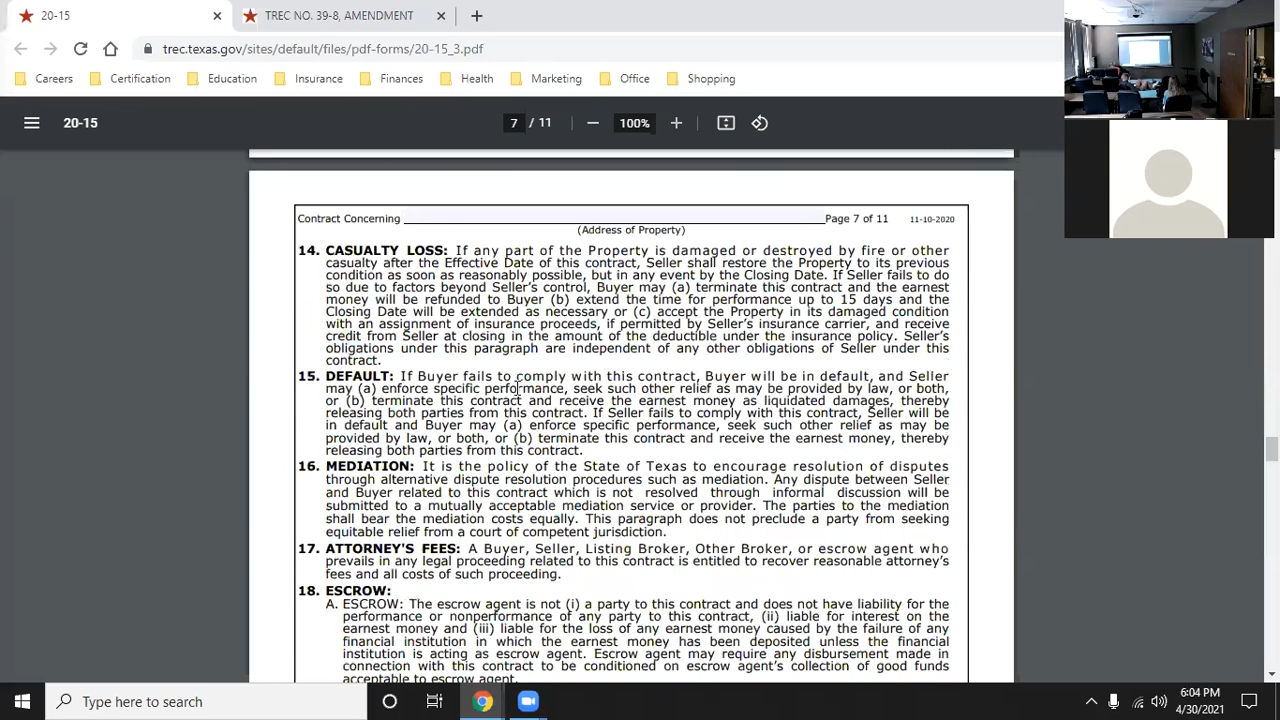 20-15
TREC NO. 39-8, AMENDMENT
trec.texas.gov/sites/default/files/pdf-forms/20-15_3.pdf
Careers Certification Education Insurance Finances Health Marketing Office Shopping
20-15 7 / 11 100%
Contract Concerning Page 7 of 11 11-10-2020
(Address of Property)
14. CASUALTY LOSS: If any part of the Property is damaged or destroyed by fire or other
casualty after the Effective Date of this contract, Seller shall restore the Property to its previous
condition as soon as reasonably possible, but in any event by the Closing Date. If Seller fails to do
so due to factors beyond Seller's control, Buyer may (a) terminate this contract and the earnest
money will be refunded to Buyer (b) extend the time for performance up to 15 days and the
Closing Date will be extended as necessary or (c) accept the Property in its damaged condition
with an assignment of insurance proceeds, if permitted by Seller's insurance carrier, and receive
credit from Seller at closing in the amount of the deductible under the insurance policy. Seller's
obligations under this paragraph are independent of any other obligations of Seller under this
contract.
15. DEFAULT: If Buyer fails to comply with this contract, Buyer will be in default, and Seller
may (a) enforce specific performance, seek such other relief as may be provided by law, or both,
or (b) terminate this contract and receive the earnest money as liquidated damages, thereby
releasing both parties from this contract. If Seller fails to comply with this contract, Seller will be
in default and Buyer may (a) enforce specific performance, seek such other relief as may be
provided by law, or both, or (b) terminate this contract and receive the earnest money, thereby
releasing both parties from this contract.
16. MEDIATION: It is the policy of the State of Texas to encourage resolution of disputes
through alternative dispute resolution procedures such as mediation. Any dispute between Seller
and Buyer related to this contract which is not resolved through informal discussion will be
submitted to a mutually acceptable mediation service or provider. The parties to the mediation
shall bear the mediation costs equally. This paragraph does not preclude a party from seeking
equitable relief from a court of competent jurisdiction.
17. ATTORNEY'S FEES: A Buyer, Seller, Listing Broker, Other Broker, or escrow agent who
prevails in any legal proceeding related to this contract is entitled to recover reasonable attorney's
fees and all costs of such proceeding.
18. ESCROW:
A. ESCROW: The escrow agent is not (i) a party to this contract and does not have liability for the
performance or nonperformance of any party to this contract, (ii) liable for interest on the
earnest money and (iii) liable for the loss of any earnest money caused by the failure of any
financial institution in which the earnest money has been deposited unless the financial
institution is acting as escrow agent. Escrow agent may require any disbursement made in
connection with this contract to be conditioned on escrow agent's collection of good funds
acceptable to escrow agent.
Type here to search
6:04 PM
4/30/2021